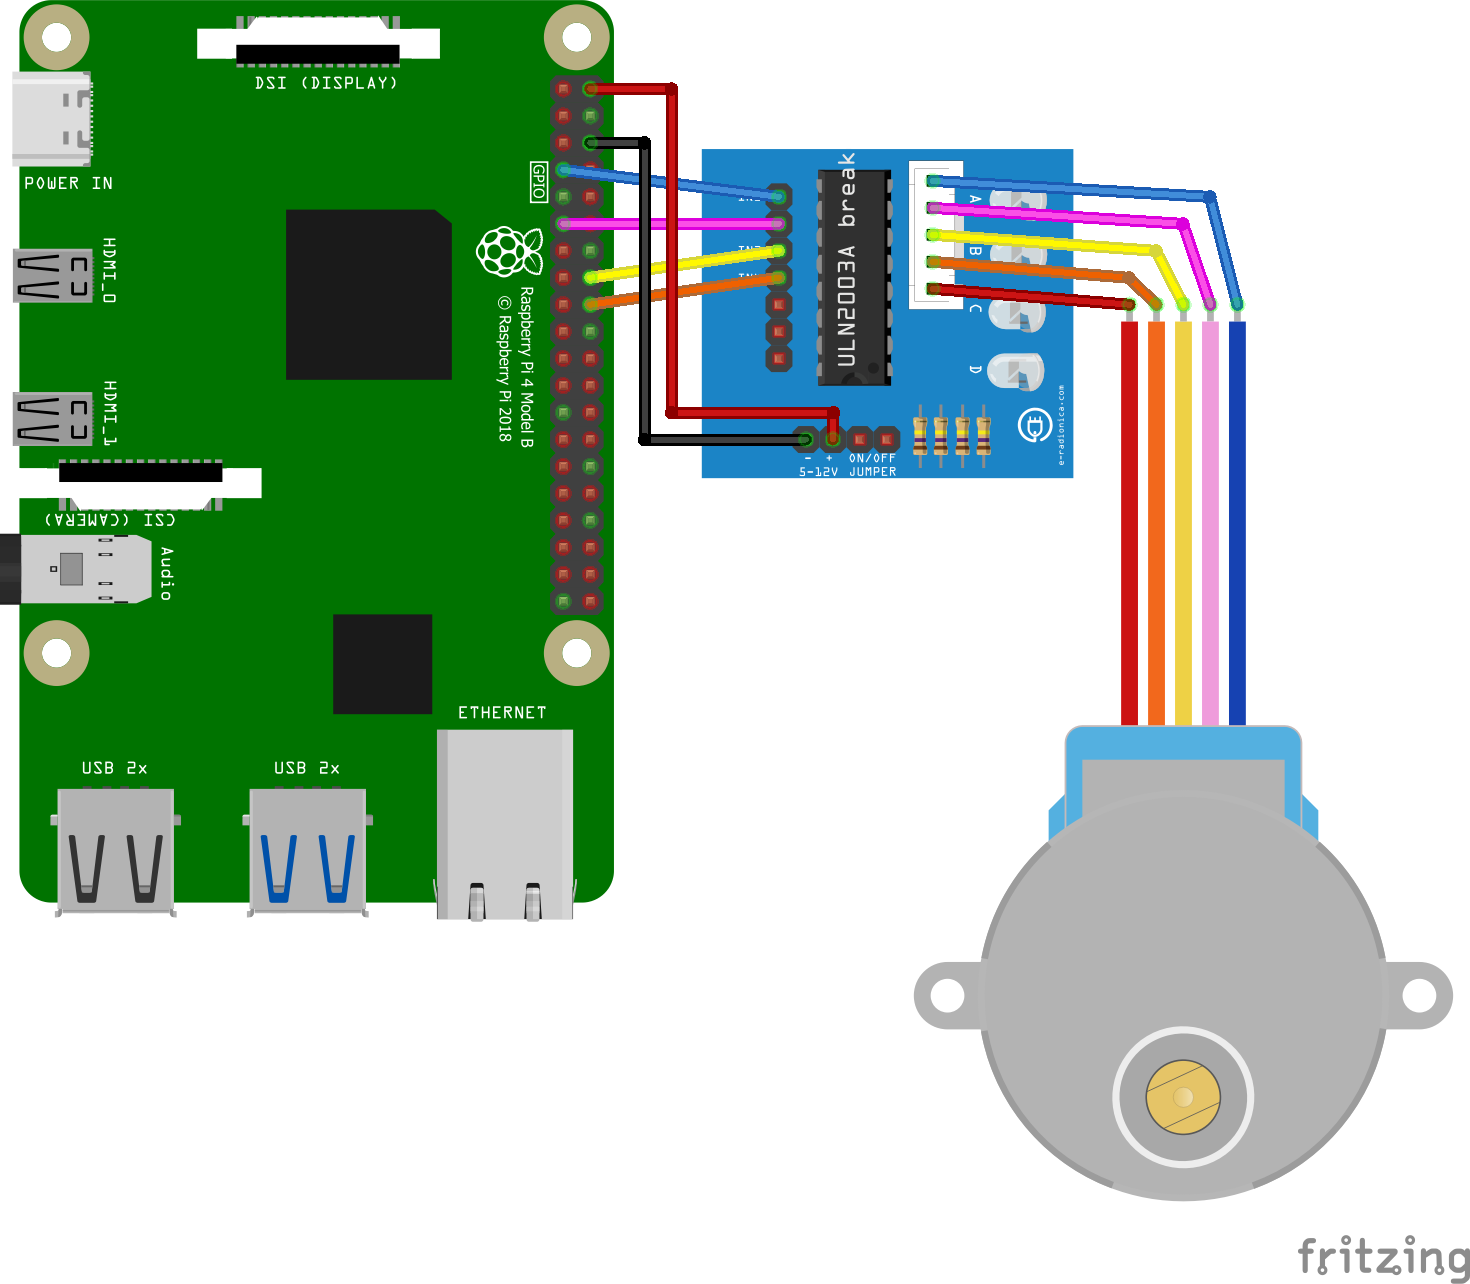 DSI (DISPLAY)
POWER IN
GPIO
HDMI_0
Raspberry Pi 4 Model B
© Raspberry Pi 2018
HDMI_1
CSI (CAMERA)
Audio
ETHERNET
USB 2x
USB 2x
ULN2003A break
A
B
C
D
- + ON/OFF
5-12V JUMPER
e-radionica.com
fritzing